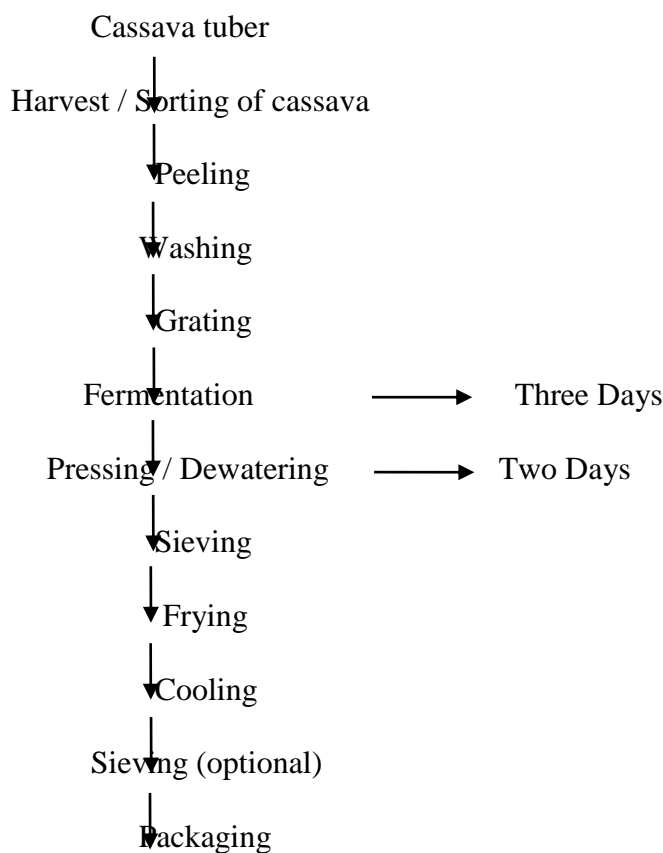 Cassava tuber
Harvest / Sorting of cassava
Peeling
Washing
Grating
Fermentation Three Days
Pressing / Dewatering Two Days
Sieving
Frying
Cooling
Sieving (optional)
Packaging